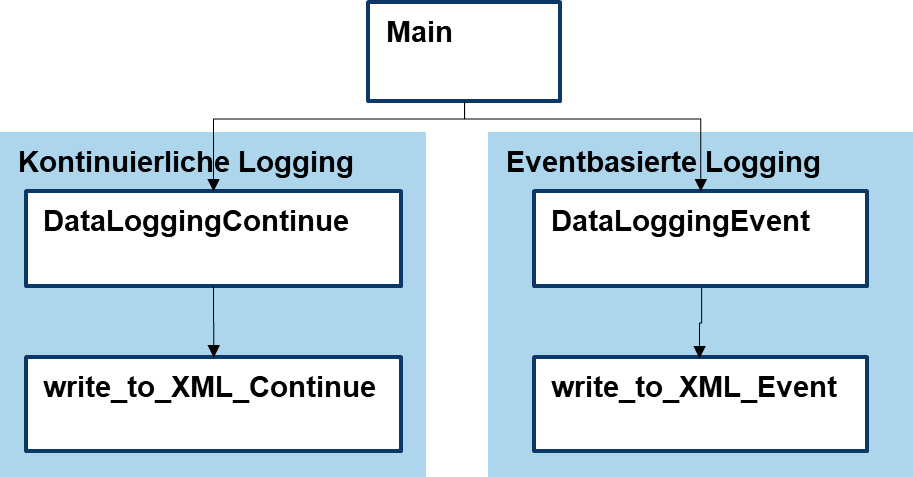 Main
Kontinuierliche Logging
DataLoggingContinue
write_to_XML_Continue
Eventbasierte Logging
DataLoggingEvent
write_to_XML_Event